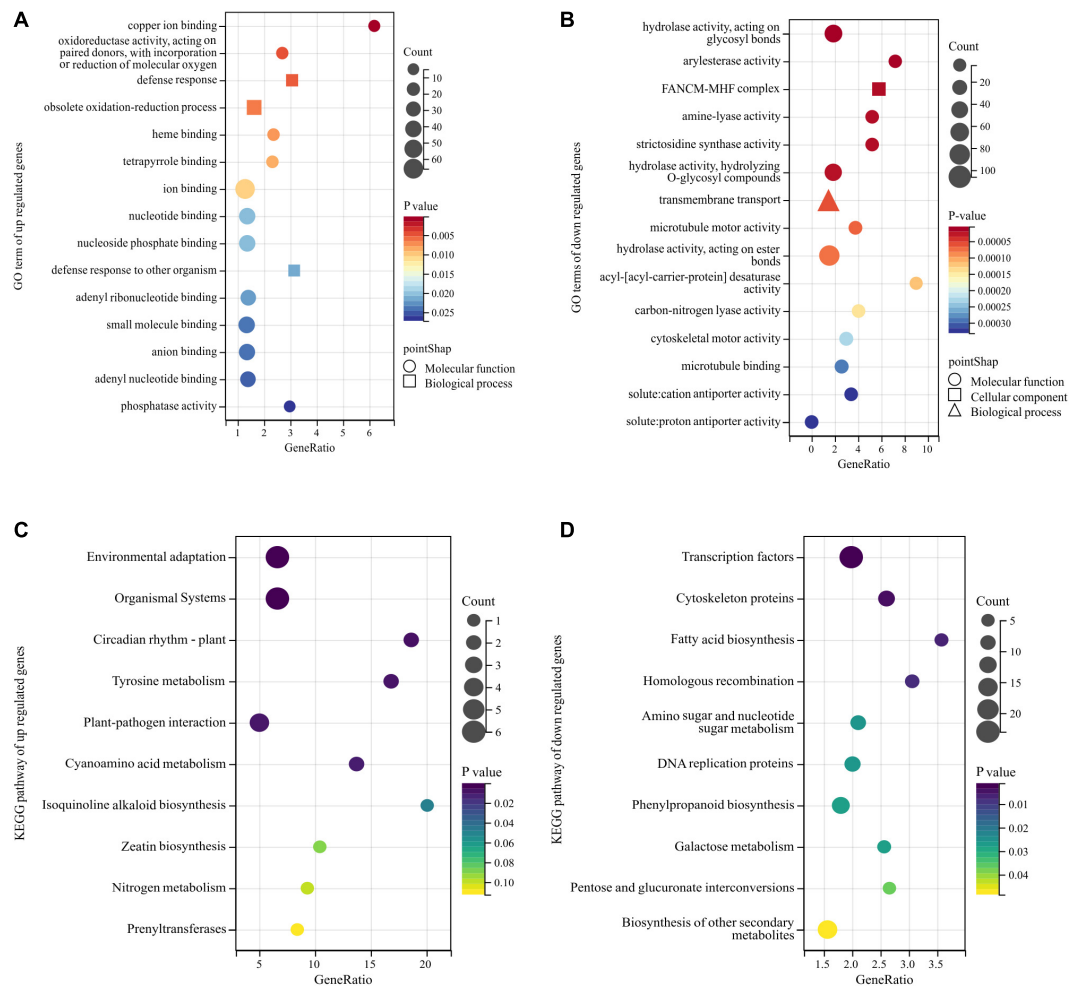 A
GO term of up regulated genes
copper ion binding
oxidoreductase activity, acting on
paired donors, with incorporation
or reduction of molecular oxygen
defense response
obsolete oxidation-reduction process
heme binding
tetrapyrrole binding
ion binding
nucleotide binding
nucleoside phosphate binding
defense response to other organism
adenyl ribonucleotide binding
small molecule binding
anion binding
adenyl nucleotide binding
phosphatase activity
1 2 3 4 5 6
GeneRatio
Count
10
20
30
40
50
60
P value
0.005
0.010
0.015
0.020
0.025
pointShap
Molecular function
Biological process
B
GO terms of down regulated genes
hydrolase activity, acting on
glycosyl bonds
arylesterase activity
FANCM-MHF complex
amine-lyase activity
strictosidine synthase activity
hydrolase activity, hydrolyzing
O-glycosyl compounds
transmembrane transport
microtubule motor activity
hydrolase activity, acting on ester
bonds
acyl-[acyl-carrier-protein] desaturase
activity
carbon-nitrogen lyase activity
cytoskeletal motor activity
microtubule binding
solute:cation antiporter activity
solute:proton antiporter activity
0 2 4 6 8 10
GeneRatio
Count
20
40
60
80
100
P-value
0.00005
0.00010
0.00015
0.00020
0.00025
0.00030
pointShap
Molecular function
Cellular component
Biological process
C
KEGG pathway of up regulated genes
Environmental adaptation
Organismal Systems
Circadian rhythm - plant
Tyrosine metabolism
Plant-pathogen interaction
Cyanoamino acid metabolism
Isoquinoline alkaloid biosynthesis
Zeatin biosynthesis
Nitrogen metabolism
Prenyltransferases
5 10 15 20
GeneRatio
Count
1
2
3
4
5
6
P value
0.02
0.04
0.06
0.08
0.10
D
KEGG pathway of down regulated genes
Transcription factors
Cytoskeleton proteins
Fatty acid biosynthesis
Homologous recombination
Amino sugar and nucleotide
sugar metabolism
DNA replication proteins
Phenylpropanoid biosynthesis
Galactose metabolism
Pentose and glucuronate interconversions
Biosynthesis of other secondary
metabolites
1.5 2.0 2.5 3.0 3.5
GeneRatio
Count
5
10
15
20
P value
0.01
0.02
0.03
0.04